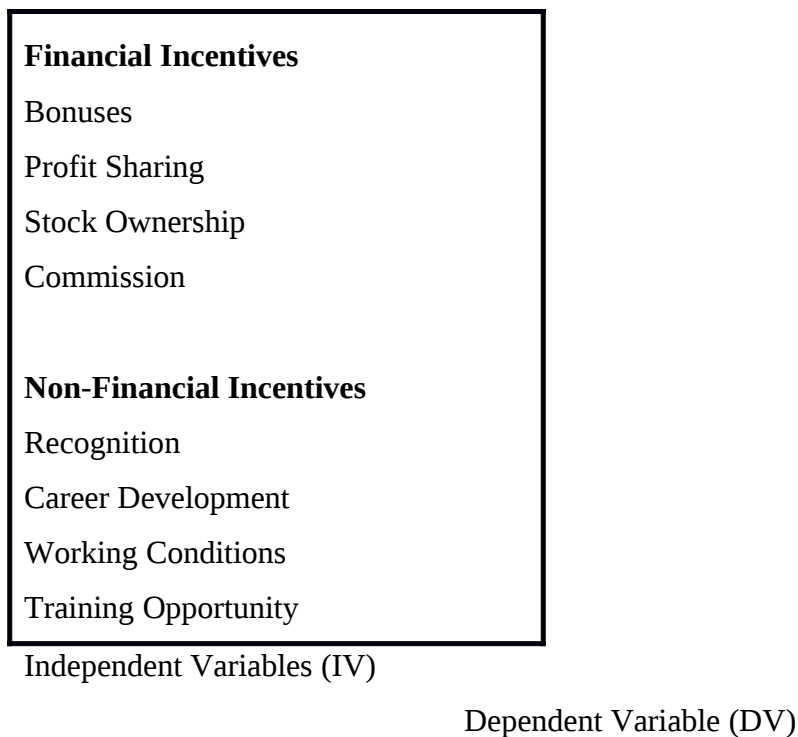 Financial Incentives
Bonuses
Profit Sharing
Stock Ownership
Commission
Non-Financial Incentives
Recognition
Career Development
Working Conditions
Training Opportunity
Independent Variables (IV)
Dependent Variable (DV)